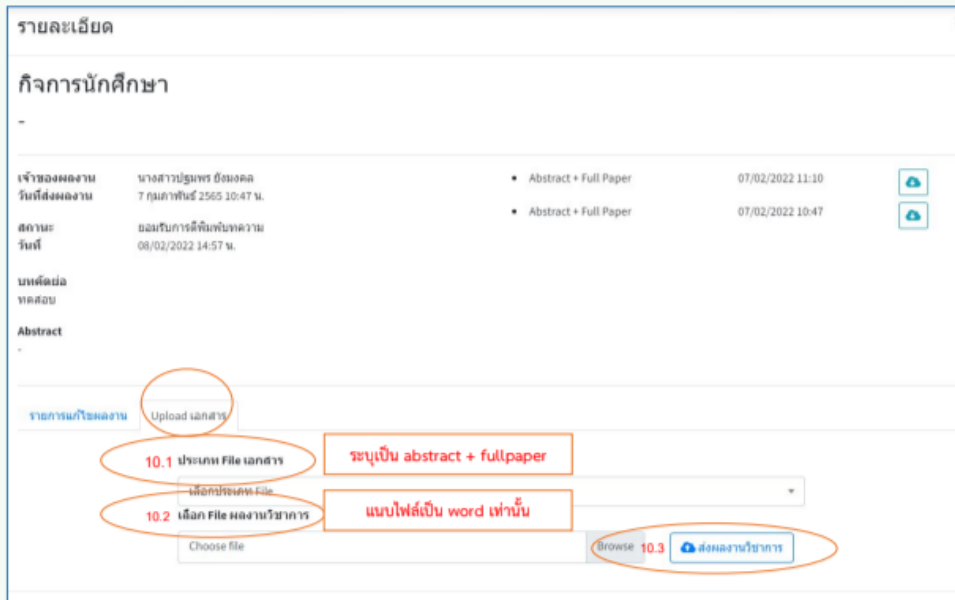 รายละเอียด
กิจการนักศึกษา
-
เจ้าของผลงาน นางสาวปฐมพร ยังมงคล
วันที่ส่งผลงาน 7 กุมภาพันธ์ 2565 10:47 น.
สถานะ ยอมรับการตีพิมพ์บทความ
วันที่ 08/02/2022 14:57 น.
• Abstract + Full Paper 07/02/2022 11:10
• Abstract + Full Paper 07/02/2022 10:47
บทคัดย่อ
ทดสอบ
Abstract
-
รายการแก้ไขผลงาน Upload เอกสาร
10.1 ประเภท File เอกสาร ระบุเป็น abstract + fullpaper
เลือกประเภท File
10.2 เลือก File ผลงานวิชาการ แนบไฟล์เป็น word เท่านั้น
Choose file Browse 10.3 ส่งผลงานวิชาการ